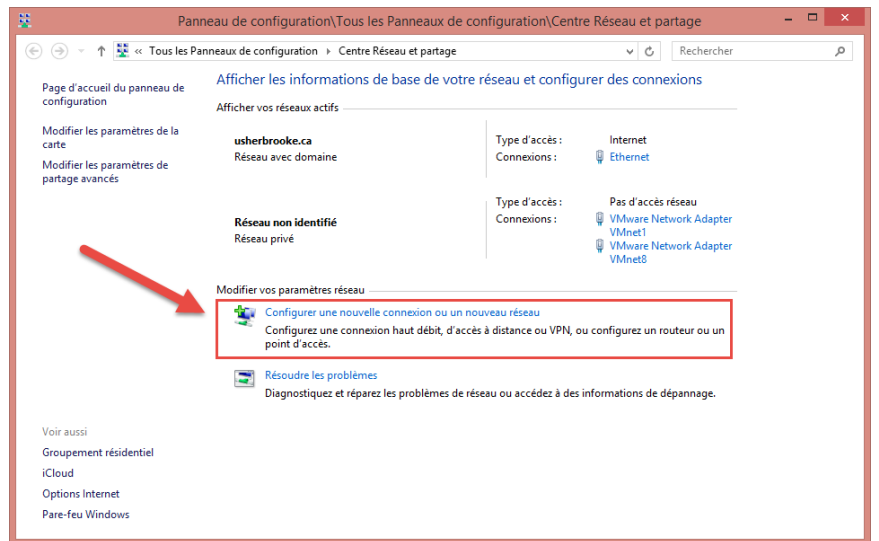 Panneau de configuration\Tous les Panneaux de configuration\Centre Réseau et partage
« Tous les Panneaux de configuration ▸ Centre Réseau et partage
Rechercher
Page d'accueil du panneau de
configuration
Modifier les paramètres de la
carte
Modifier les paramètres de
partage avancés
Afficher les informations de base de votre réseau et configurer des connexions
Afficher vos réseaux actifs
usherbrooke.ca
Réseau avec domaine
Type d'accès : Internet
Connexions : Ethernet
Réseau non identifié
Réseau privé
Type d'accès : Pas d'accès réseau
Connexions : VMware Network Adapter
VMnet1
VMware Network Adapter
VMnet8
Modifier vos paramètres réseau
Configurer une nouvelle connexion ou un nouveau réseau
Configurez une connexion haut débit, d'accès à distance ou VPN, ou configurez un routeur ou un
point d'accès.
Résoudre les problèmes
Diagnostiquez et réparez les problèmes de réseau ou accédez à des informations de dépannage.
Voir aussi
Groupement résidentiel
iCloud
Options Internet
Pare-feu Windows